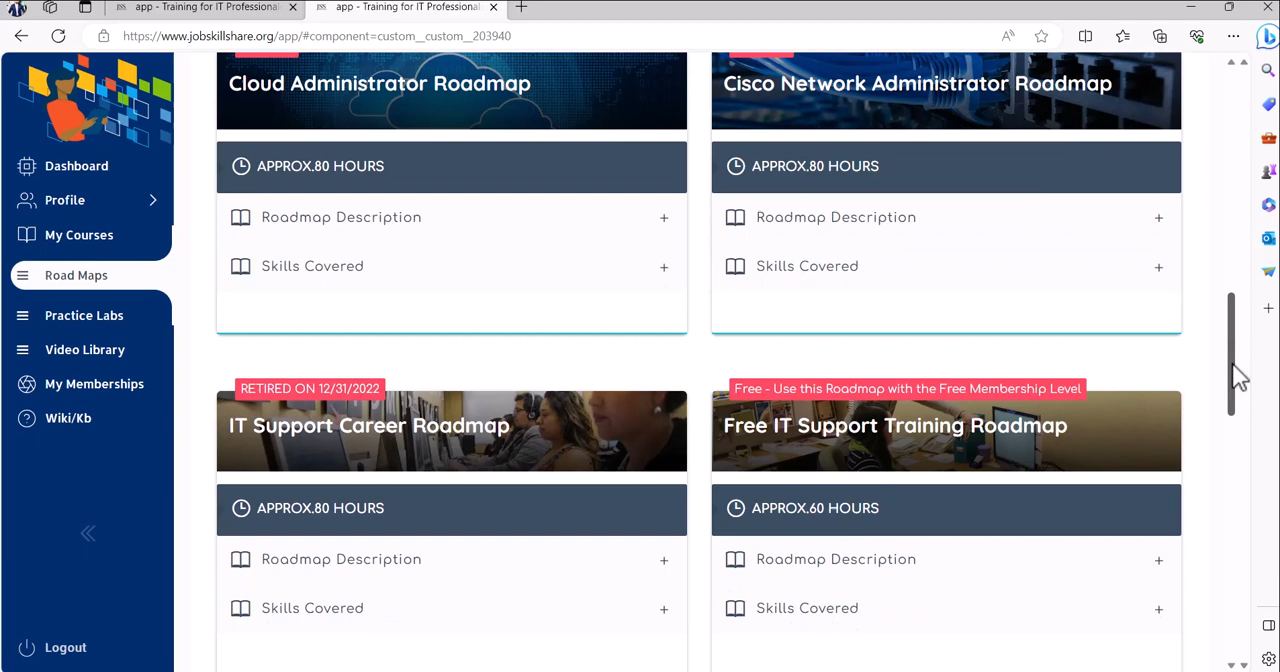 app - Training for IT Professional
app - Training for IT Professional
https://www.jobskillshare.org/app/#component=custom__custom__203940
Dashboard
Profile
My Courses
Road Maps
Practice Labs
Video Library
My Memberships
Wiki/Kb
Logout
Cloud Administrator Roadmap
APPROX.80 HOURS
Roadmap Description +
Skills Covered +
Cisco Network Administrator Roadmap
APPROX.80 HOURS
Roadmap Description +
Skills Covered +
RETIRED ON 12/31/2022
IT Support Career Roadmap
APPROX.80 HOURS
Roadmap Description +
Skills Covered +
Free - Use this Roadmap with the Free Membership Level
Free IT Support Training Roadmap
APPROX.60 HOURS
Roadmap Description +
Skills Covered +